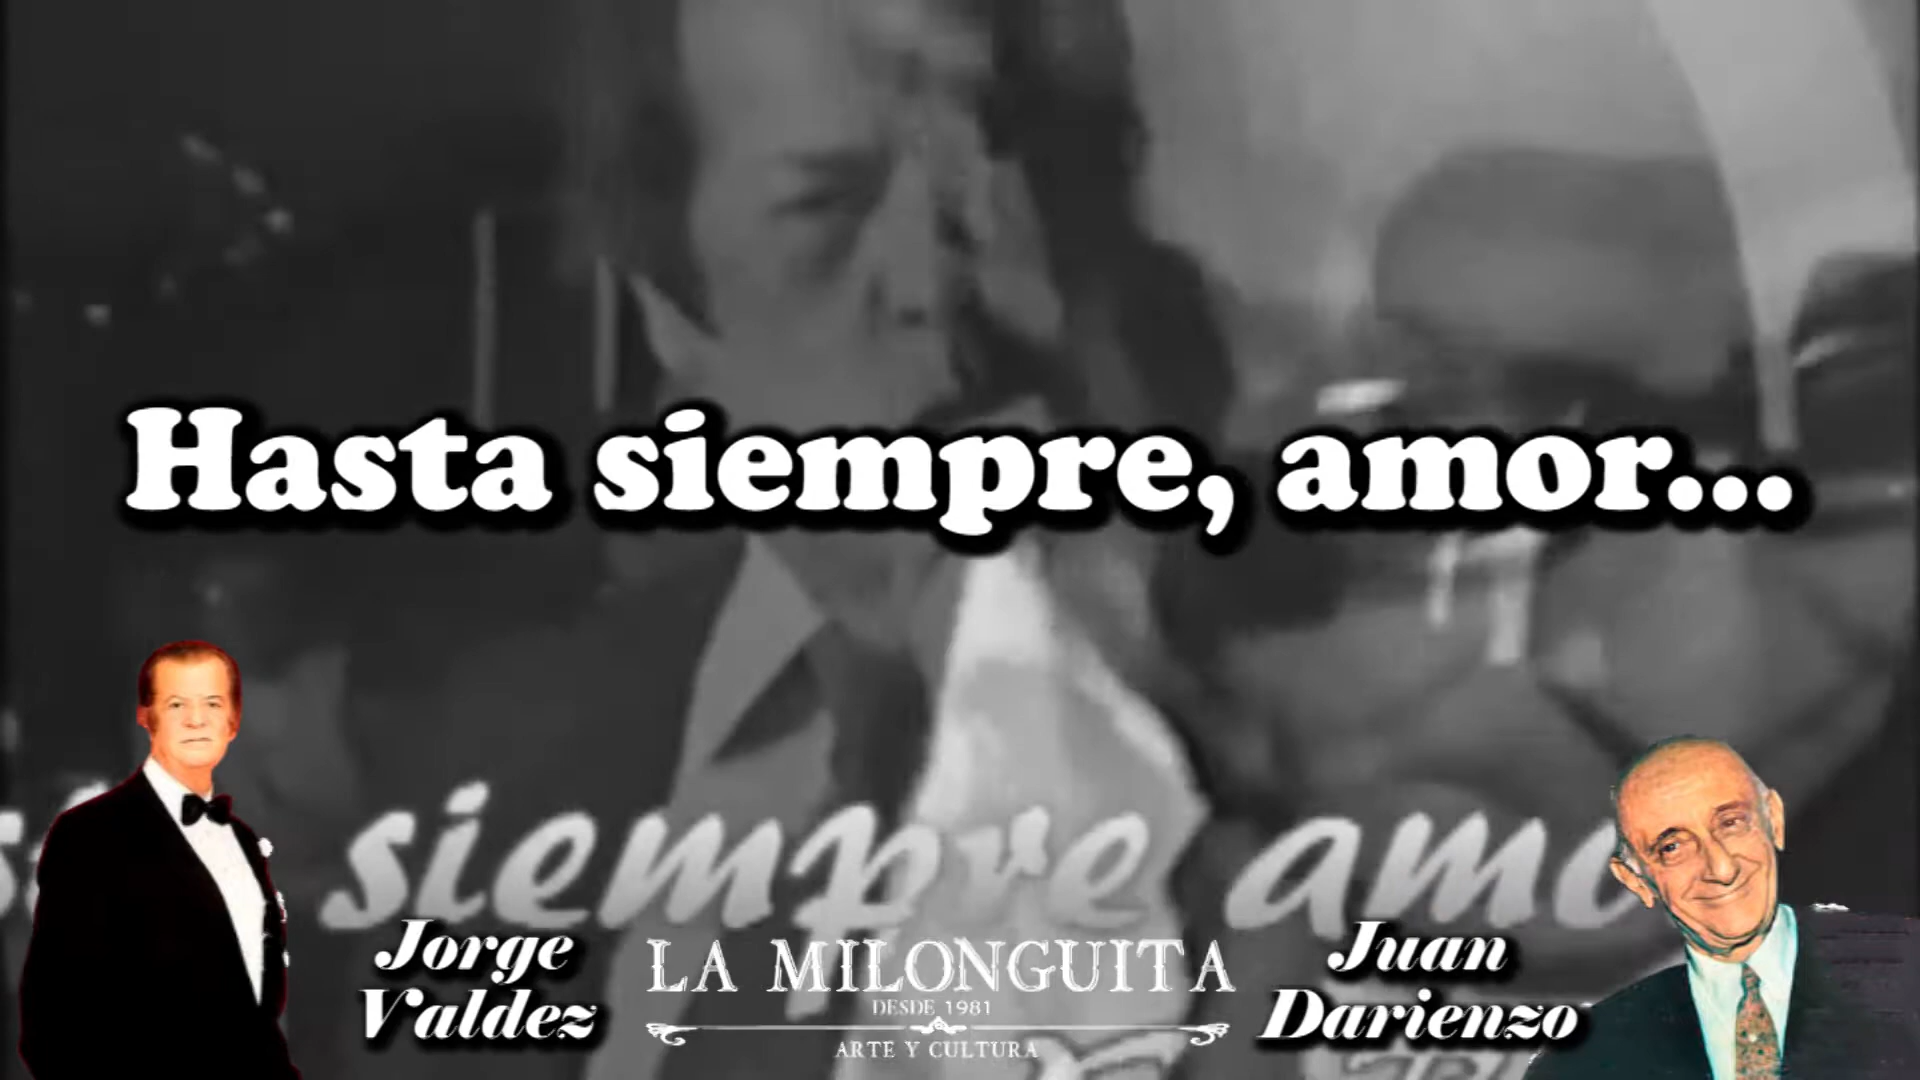 Hasta siempre, amor...
siempre amo
Jorge
Valdez
LA MILONGUITA
DESDE 1981
ARTE Y CULTURA
Juan
Darienzo